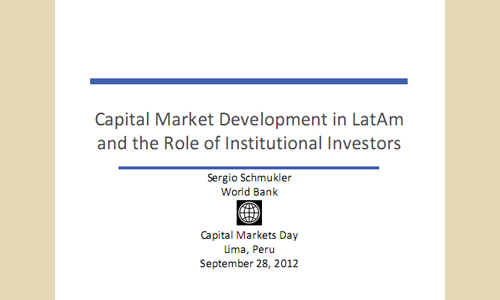 Capital Market Development in LatAm
and the Role of Institutional Investors
Sergio Schmukler
World Bank
Capital Markets Day
Lima, Peru
September 28, 2012